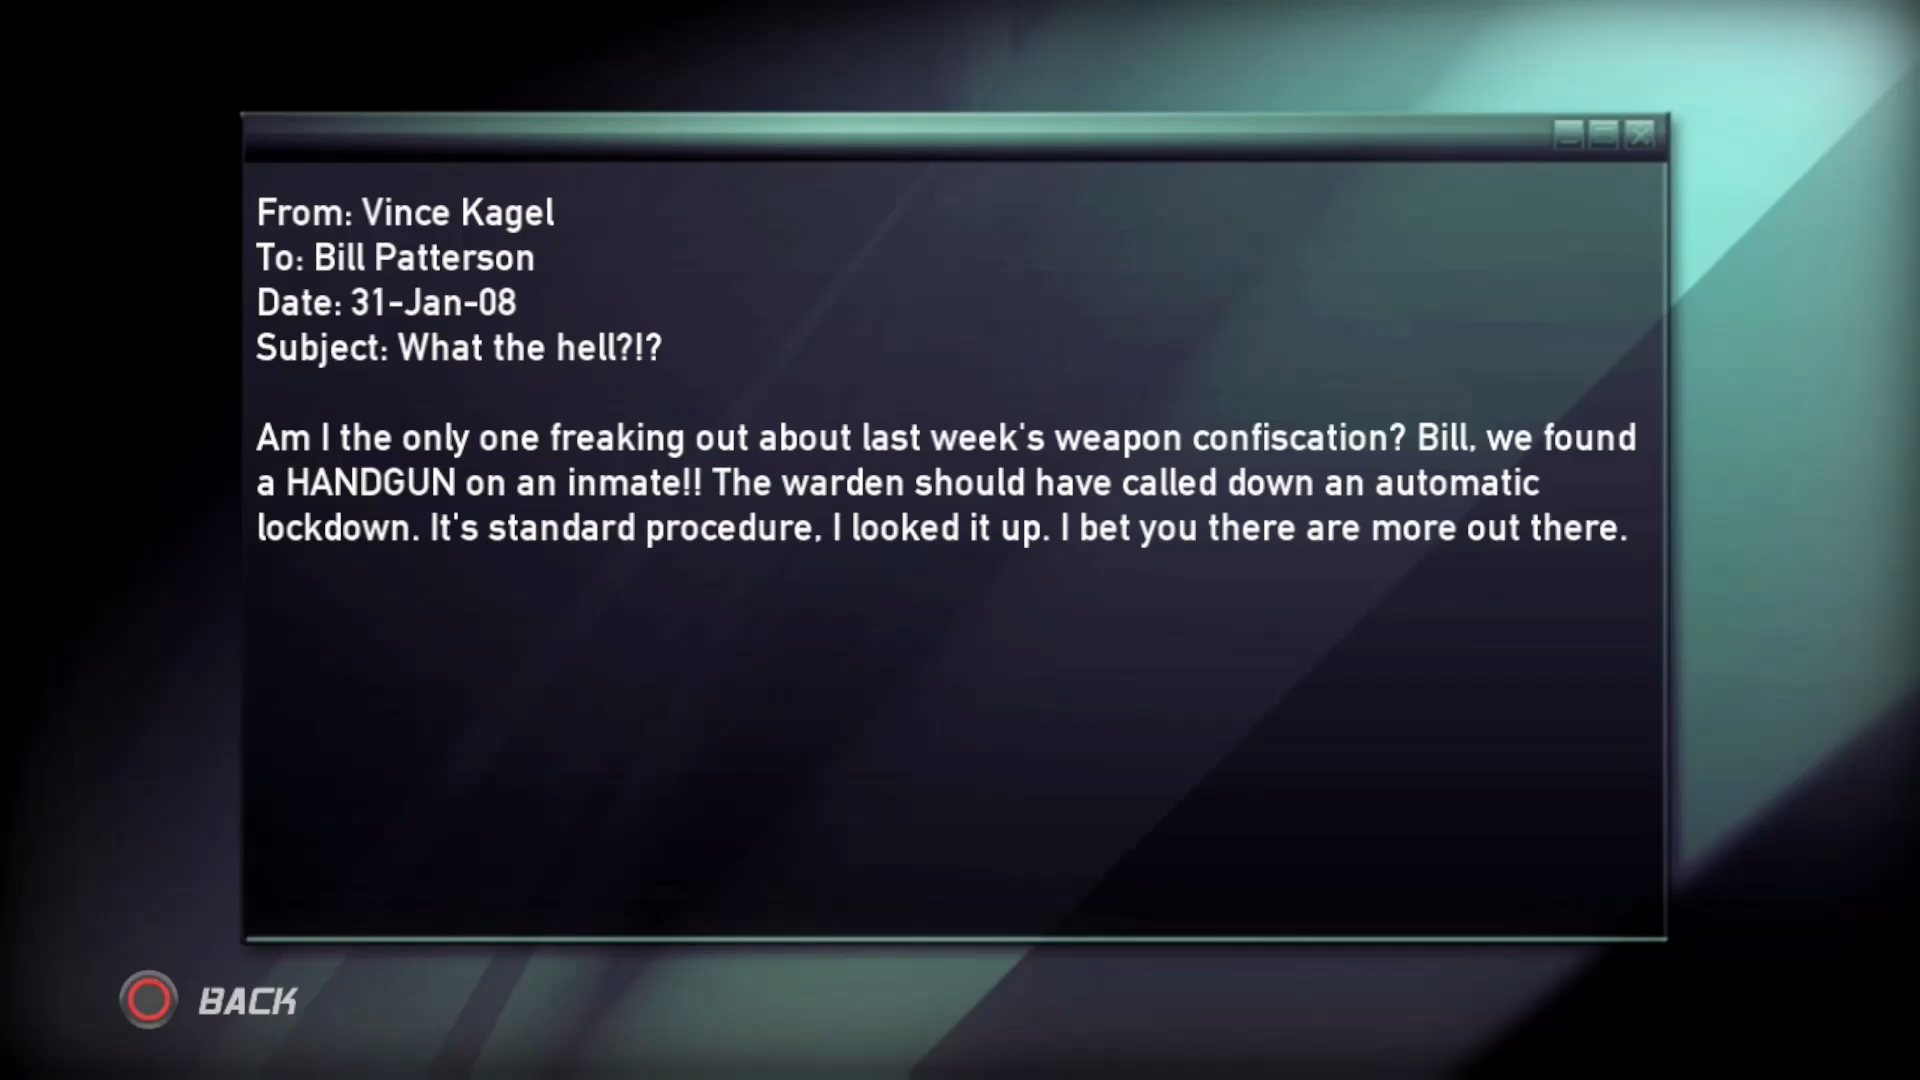 From: Vince Kagel
To: Bill Patterson
Date: 31-Jan-08
Subject: What the hell?!?
Am I the only one freaking out about last week's weapon confiscation? Bill, we found
a HANDGUN on an inmate!! The warden should have called down an automatic
lockdown. It's standard procedure, I looked it up. I bet you there are more out there.
BACK